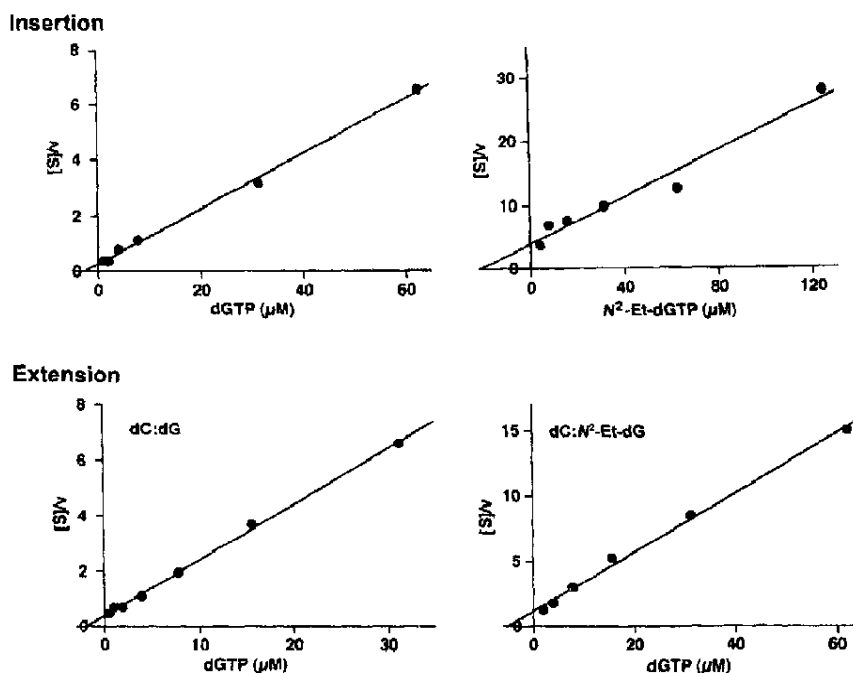 Insertion
8
6
4
2
0
[S]/v
0 20 40 60
dGTP (µM)
30
20
10
0
[S]/v
0 40 80 120
N²-Et-dGTP (µM)
Extension
dC:dG
8
6
4
2
0
[S]/v
0 10 20 30
dGTP (µM)
dC:N²-Et-dG
15
10
5
0
[S]/v
0 20 40 60
dGTP (µM)